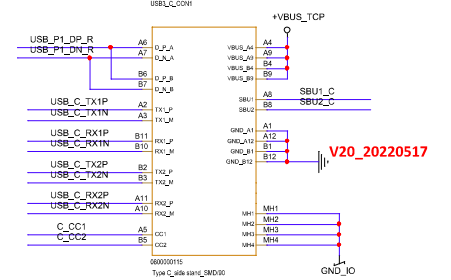 USB3_C_CON1
+VBUS_TCP
USB_P1_DP_R A6 D_P_A VBUS_A4 A4
USB_P1_DN_R A7 D_N_A VBUS_A9 A9
VBUS_B4 B4
B6 D_P_B VBUS_B9 B9
B7 D_N_B
SBU1 A8 SBU1_C
USB_C_TX1P A2 TX1_P SBU2 B8 SBU2_C
USB_C_TX1N A3 TX1_M
GND_A1 A1
USB_C_RX1P B11 RX1_P GND_A12 A12
USB_C_RX1N B10 RX1_M GND_B1 B1
GND_B12 B12
V20_20220517
USB_C_TX2P B2 TX2_P
USB_C_TX2N B3 TX2_M
USB_C_RX2P A11 RX2_P
USB_C_RX2N A10 RX2_M MH1 MH1
MH2 MH2
C_CC1 A5 CC1 MH3 MH3
C_CC2 B5 CC2 MH4 MH4
0800000115
Type C_side stand_SMD/90
GND_IO